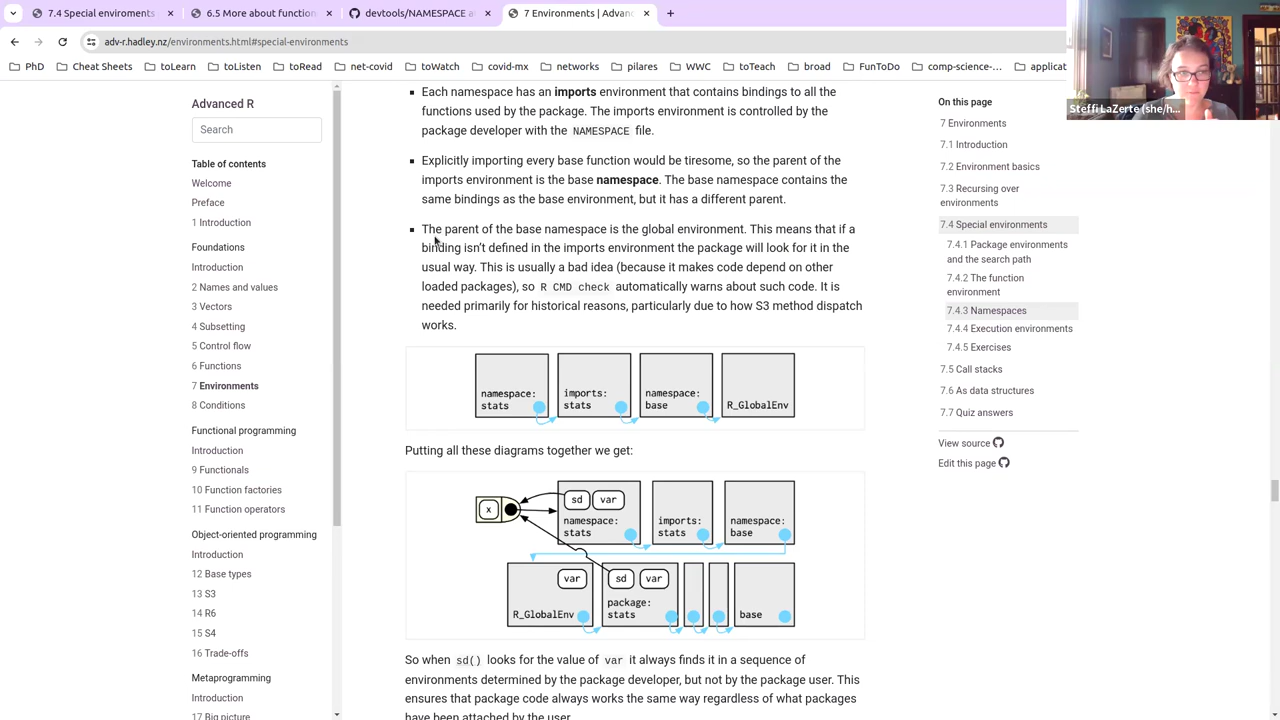 7.4 Special environments
6.5 More about function
devtools/NAMESPACE a
7 Environments | Advanc
adv-r.hadley.nz/environments.html#special-environments
PhD
Cheat Sheets
toLearn
toListen
toRead
net-covid
toWatch
covid-mx
networks
pilares
WWC
toTeach
broad
FunToDo
comp-science-...
applicat
Steffi LaZerte (she/h...
Advanced R
Search
Table of contents
Welcome
Preface
1 Introduction
Foundations
Introduction
2 Names and values
3 Vectors
4 Subsetting
5 Control flow
6 Functions
7 Environments
8 Conditions
Functional programming
Introduction
9 Functionals
10 Function factories
11 Function operators
Object-oriented programming
Introduction
12 Base types
13 S3
14 R6
15 S4
16 Trade-offs
Metaprogramming
Introduction
17 Big picture
Each namespace has an imports environment that contains bindings to all the
functions used by the package. The imports environment is controlled by the
package developer with the NAMESPACE file.
Explicitly importing every base function would be tiresome, so the parent of the
imports environment is the base namespace. The base namespace contains the
same bindings as the base environment, but it has a different parent.
The parent of the base namespace is the global environment. This means that if a
binding isn't defined in the imports environment the package will look for it in the
usual way. This is usually a bad idea (because it makes code depend on other
loaded packages), so R CMD check automatically warns about such code. It is
needed primarily for historical reasons, particularly due to how S3 method dispatch
works.
namespace: stats
imports: stats
namespace: base
R_GlobalEnv
Putting all these diagrams together we get:
x
sd var
namespace: stats
imports: stats
namespace: base
var
R_GlobalEnv
sd var
package: stats
base
So when sd() looks for the value of var it always finds it in a sequence of
environments determined by the package developer, but not by the package user. This
ensures that package code always works the same way regardless of what packages
have been attached by the user.
On this page
7 Environments
7.1 Introduction
7.2 Environment basics
7.3 Recursing over
environments
7.4 Special environments
7.4.1 Package environments
and the search path
7.4.2 The function
environment
7.4.3 Namespaces
7.4.4 Execution environments
7.4.5 Exercises
7.5 Call stacks
7.6 As data structures
7.7 Quiz answers
View source
Edit this page